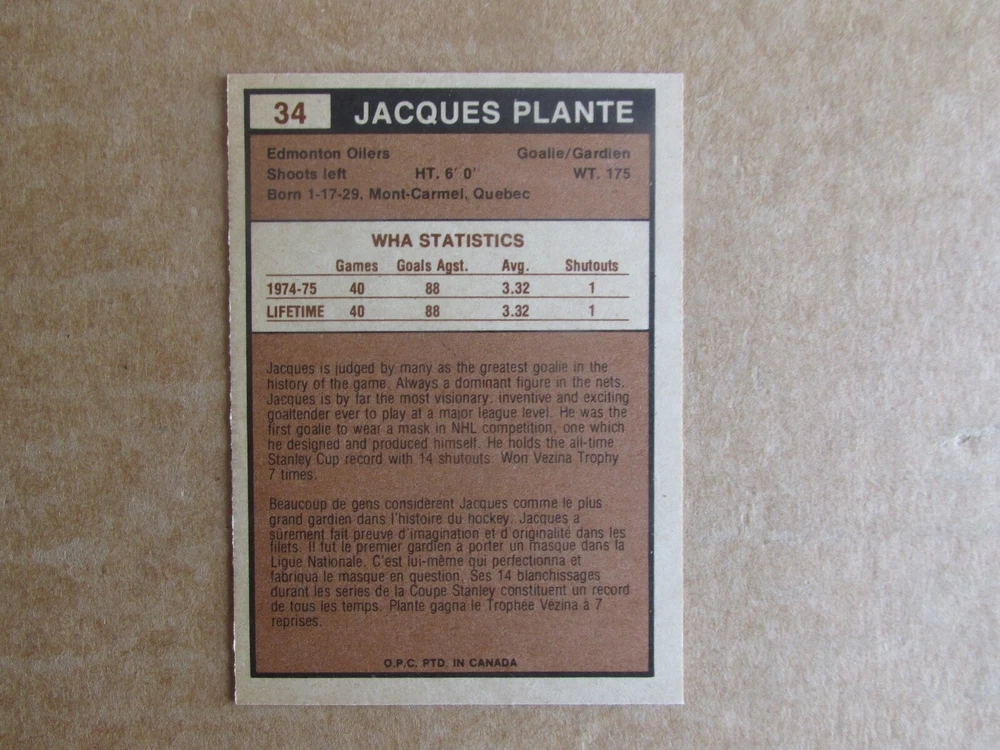 34 JACQUES PLANTE
Edmonton Oilers Goalie/Gardien
Shoots left HT. 6' 0' WT. 175
Born 1-17-29, Mont-Carmel, Quebec
WHA STATISTICS
Games Goals Agst. Avg. Shutouts
1974-75 40 88 3.32 1
LIFETIME 40 88 3.32 1
Jacques is judged by many as the greatest goalie in the
history of the game. Always a dominant figure in the nets,
Jacques is by far the most visionary, inventive and exciting
goaltender ever to play at a major league level. He was the
first goalie to wear a mask in NHL competition, one which
he designed and produced himself. He holds the all-time
Stanley Cup record with 14 shutouts. Won Vezina Trophy
7 times.
Beaucoup de gens considèrent Jacques comme le plus
grand gardien dans l'histoire du hockey. Jacques a
sûrement fait preuve d'imagination et d'originalité dans les
filets. Il fut le premier gardien à porter un masque dans la
Ligue Nationale. C'est lui-même qui perfectionna et
fabriqua le masque en question. Ses 14 blanchissages
durant les séries de la Coupe Stanley constituent un record
de tous les temps. Plante gagna le Trophée Vézina à 7
reprises.
O.P.C. PTD. IN CANADA